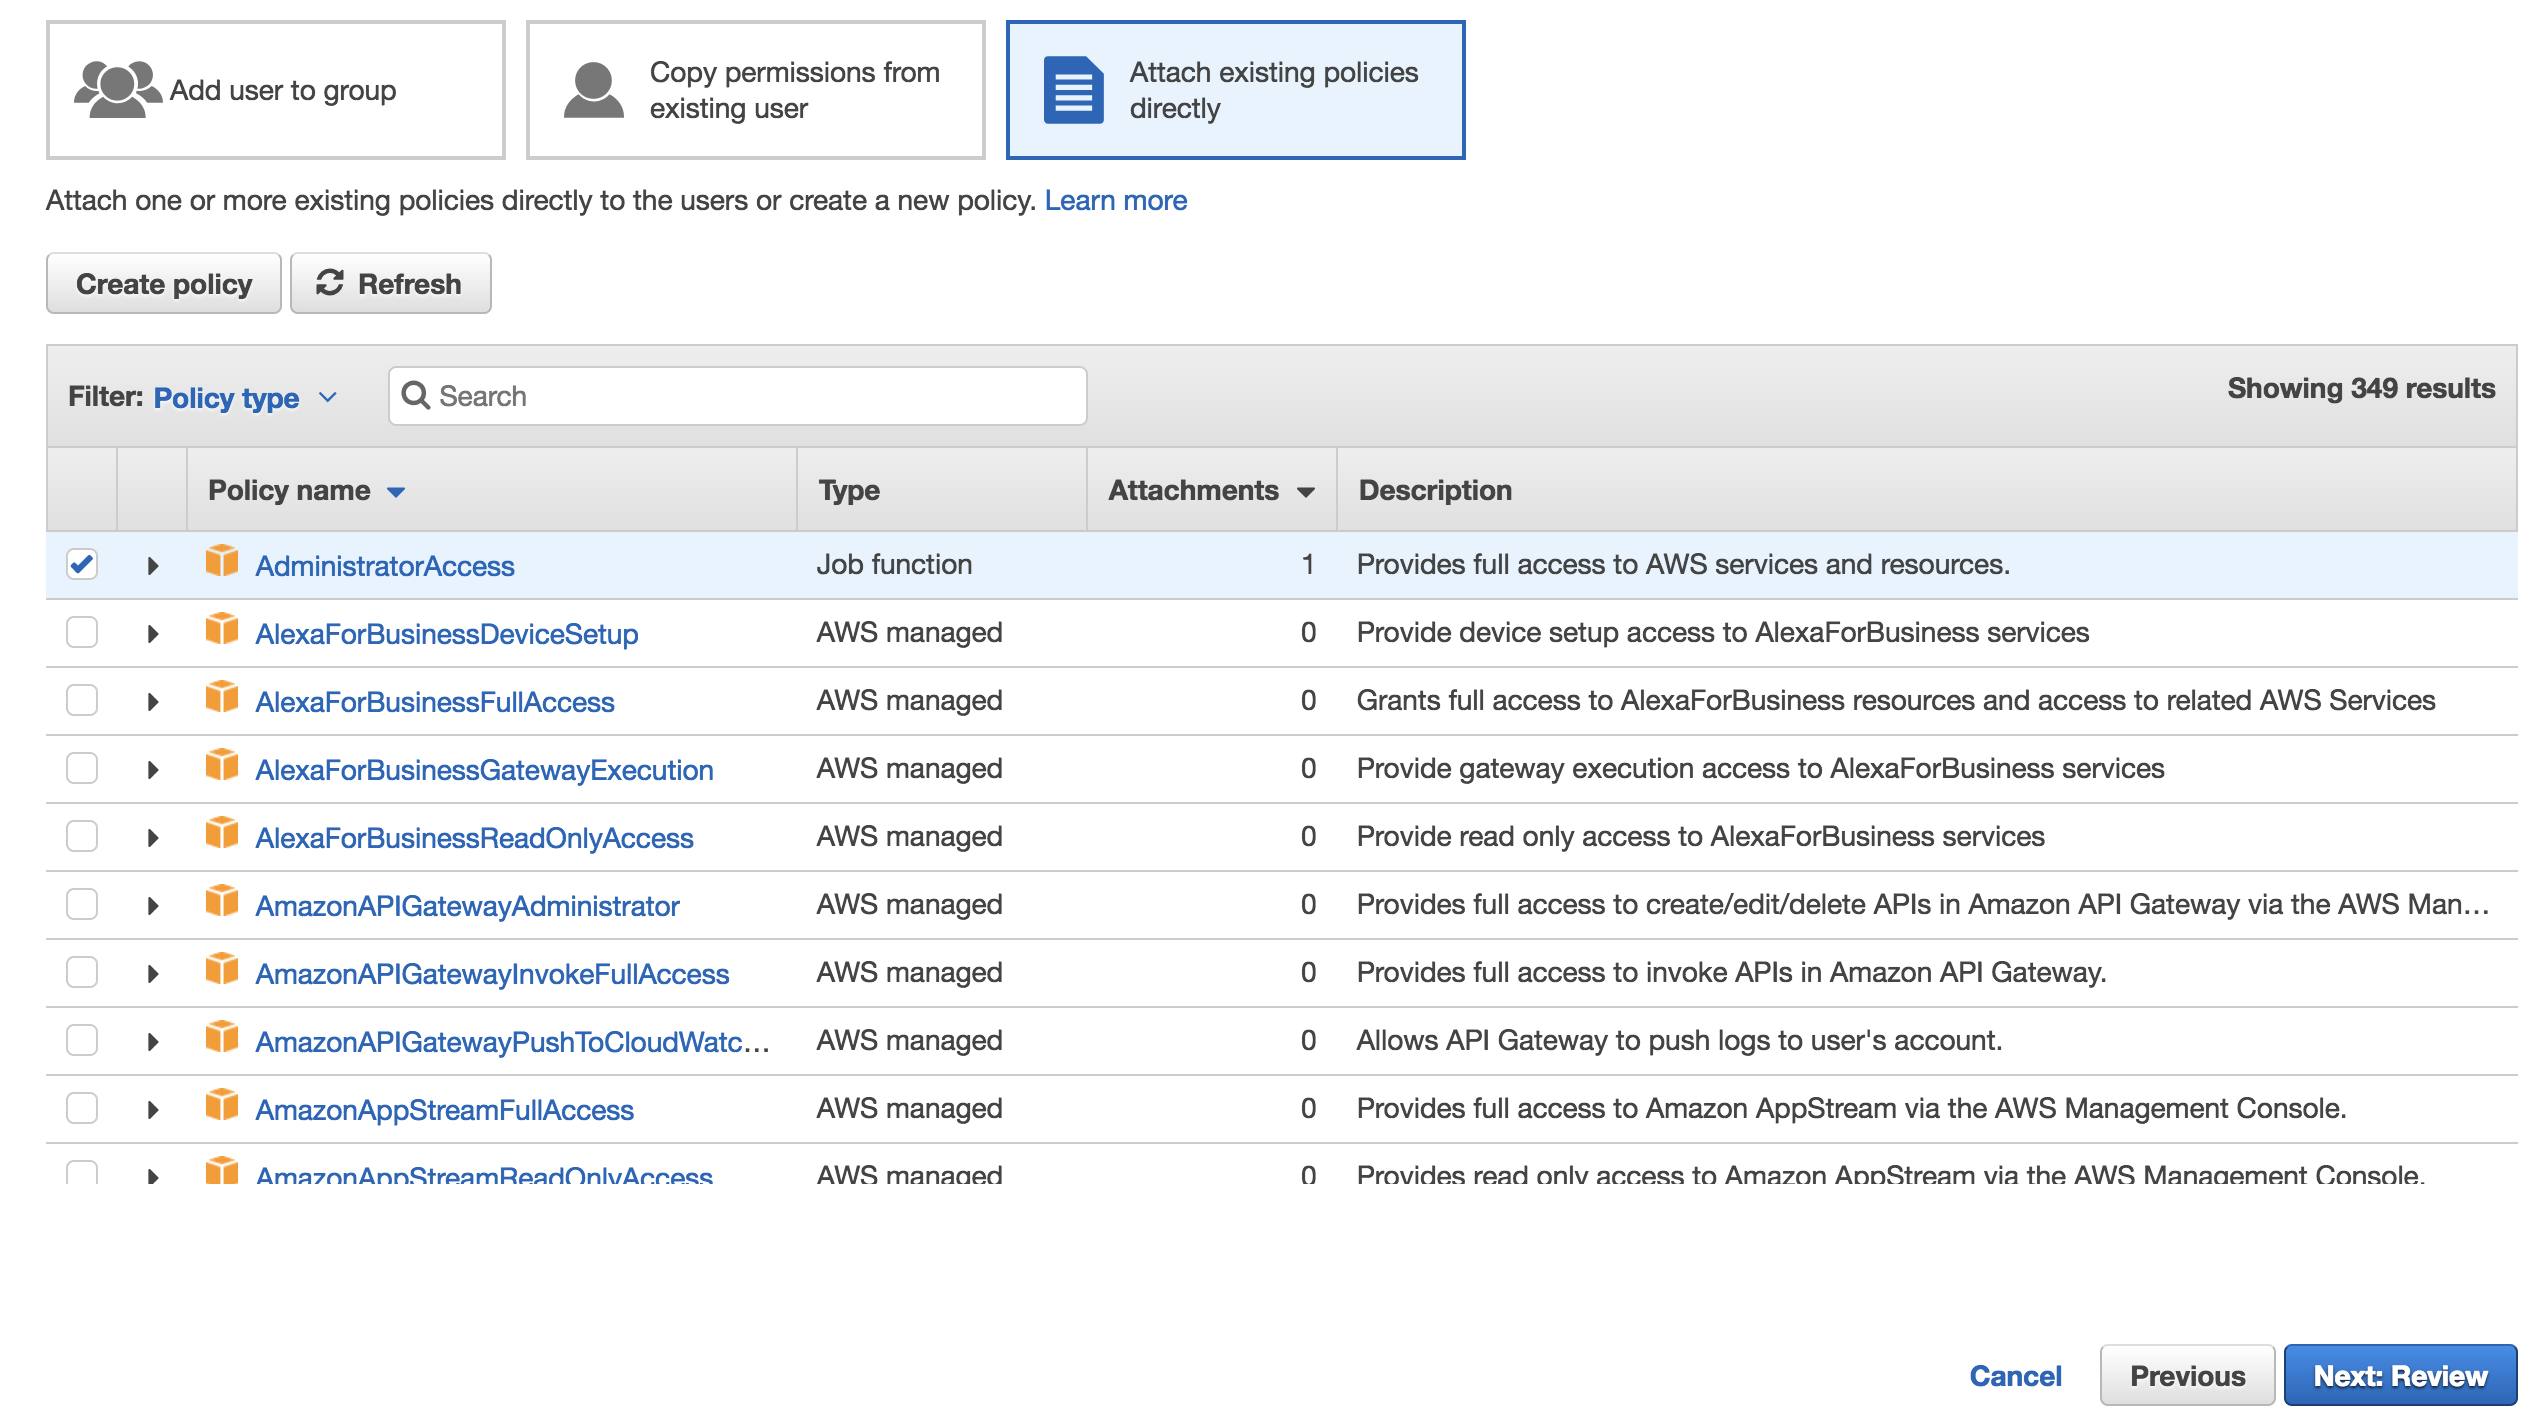 Add user to group
Copy permissions from
existing user
Attach existing policies
directly
Attach one or more existing policies directly to the users or create a new policy. Learn more
Create policy Refresh
Filter: Policy type Search Showing 349 results
Policy name Type Attachments Description
AdministratorAccess Job function 1 Provides full access to AWS services and resources.
AlexaForBusinessDeviceSetup AWS managed 0 Provide device setup access to AlexaForBusiness services
AlexaForBusinessFullAccess AWS managed 0 Grants full access to AlexaForBusiness resources and access to related AWS Services
AlexaForBusinessGatewayExecution AWS managed 0 Provide gateway execution access to AlexaForBusiness services
AlexaForBusinessReadOnlyAccess AWS managed 0 Provide read only access to AlexaForBusiness services
AmazonAPIGatewayAdministrator AWS managed 0 Provides full access to create/edit/delete APIs in Amazon API Gateway via the AWS Man...
AmazonAPIGatewayInvokeFullAccess AWS managed 0 Provides full access to invoke APIs in Amazon API Gateway.
AmazonAPIGatewayPushToCloudWatc... AWS managed 0 Allows API Gateway to push logs to user's account.
AmazonAppStreamFullAccess AWS managed 0 Provides full access to Amazon AppStream via the AWS Management Console.
AmazonAppStreamReadOnlyAccess AWS managed 0 Provides read only access to Amazon AppStream via the AWS Management Console.
Cancel Previous Next: Review